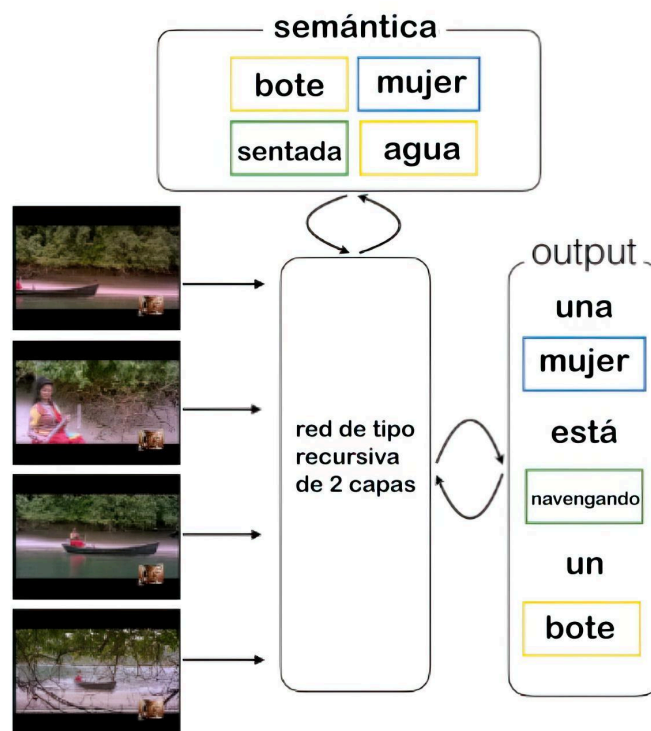 semántica
bote mujer
sentada agua
red de tipo
recursiva
de 2 capas
output
una
mujer
está
navengando
un
bote